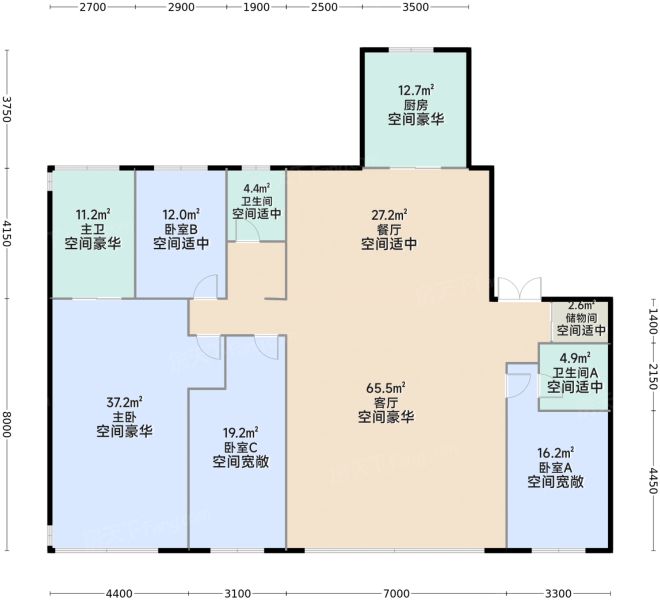 2700 2900 1900 2500 3500
3750
12.7㎡
厨房
空间豪华
4150
11.2㎡
主卫
空间豪华
12.0㎡
卧室B
空间适中
4.4㎡
卫生间
空间适中
27.2㎡
餐厅
空间适中
2.6㎡
储物间
空间适中
1400
4.9㎡
卫生间A
空间适中
2150
8000
37.2㎡
主卧
空间豪华
19.2㎡
卧室C
空间宽敞
65.5㎡
客厅
空间豪华
16.2㎡
卧室A
空间宽敞
4450
4400 3100 7000 3300